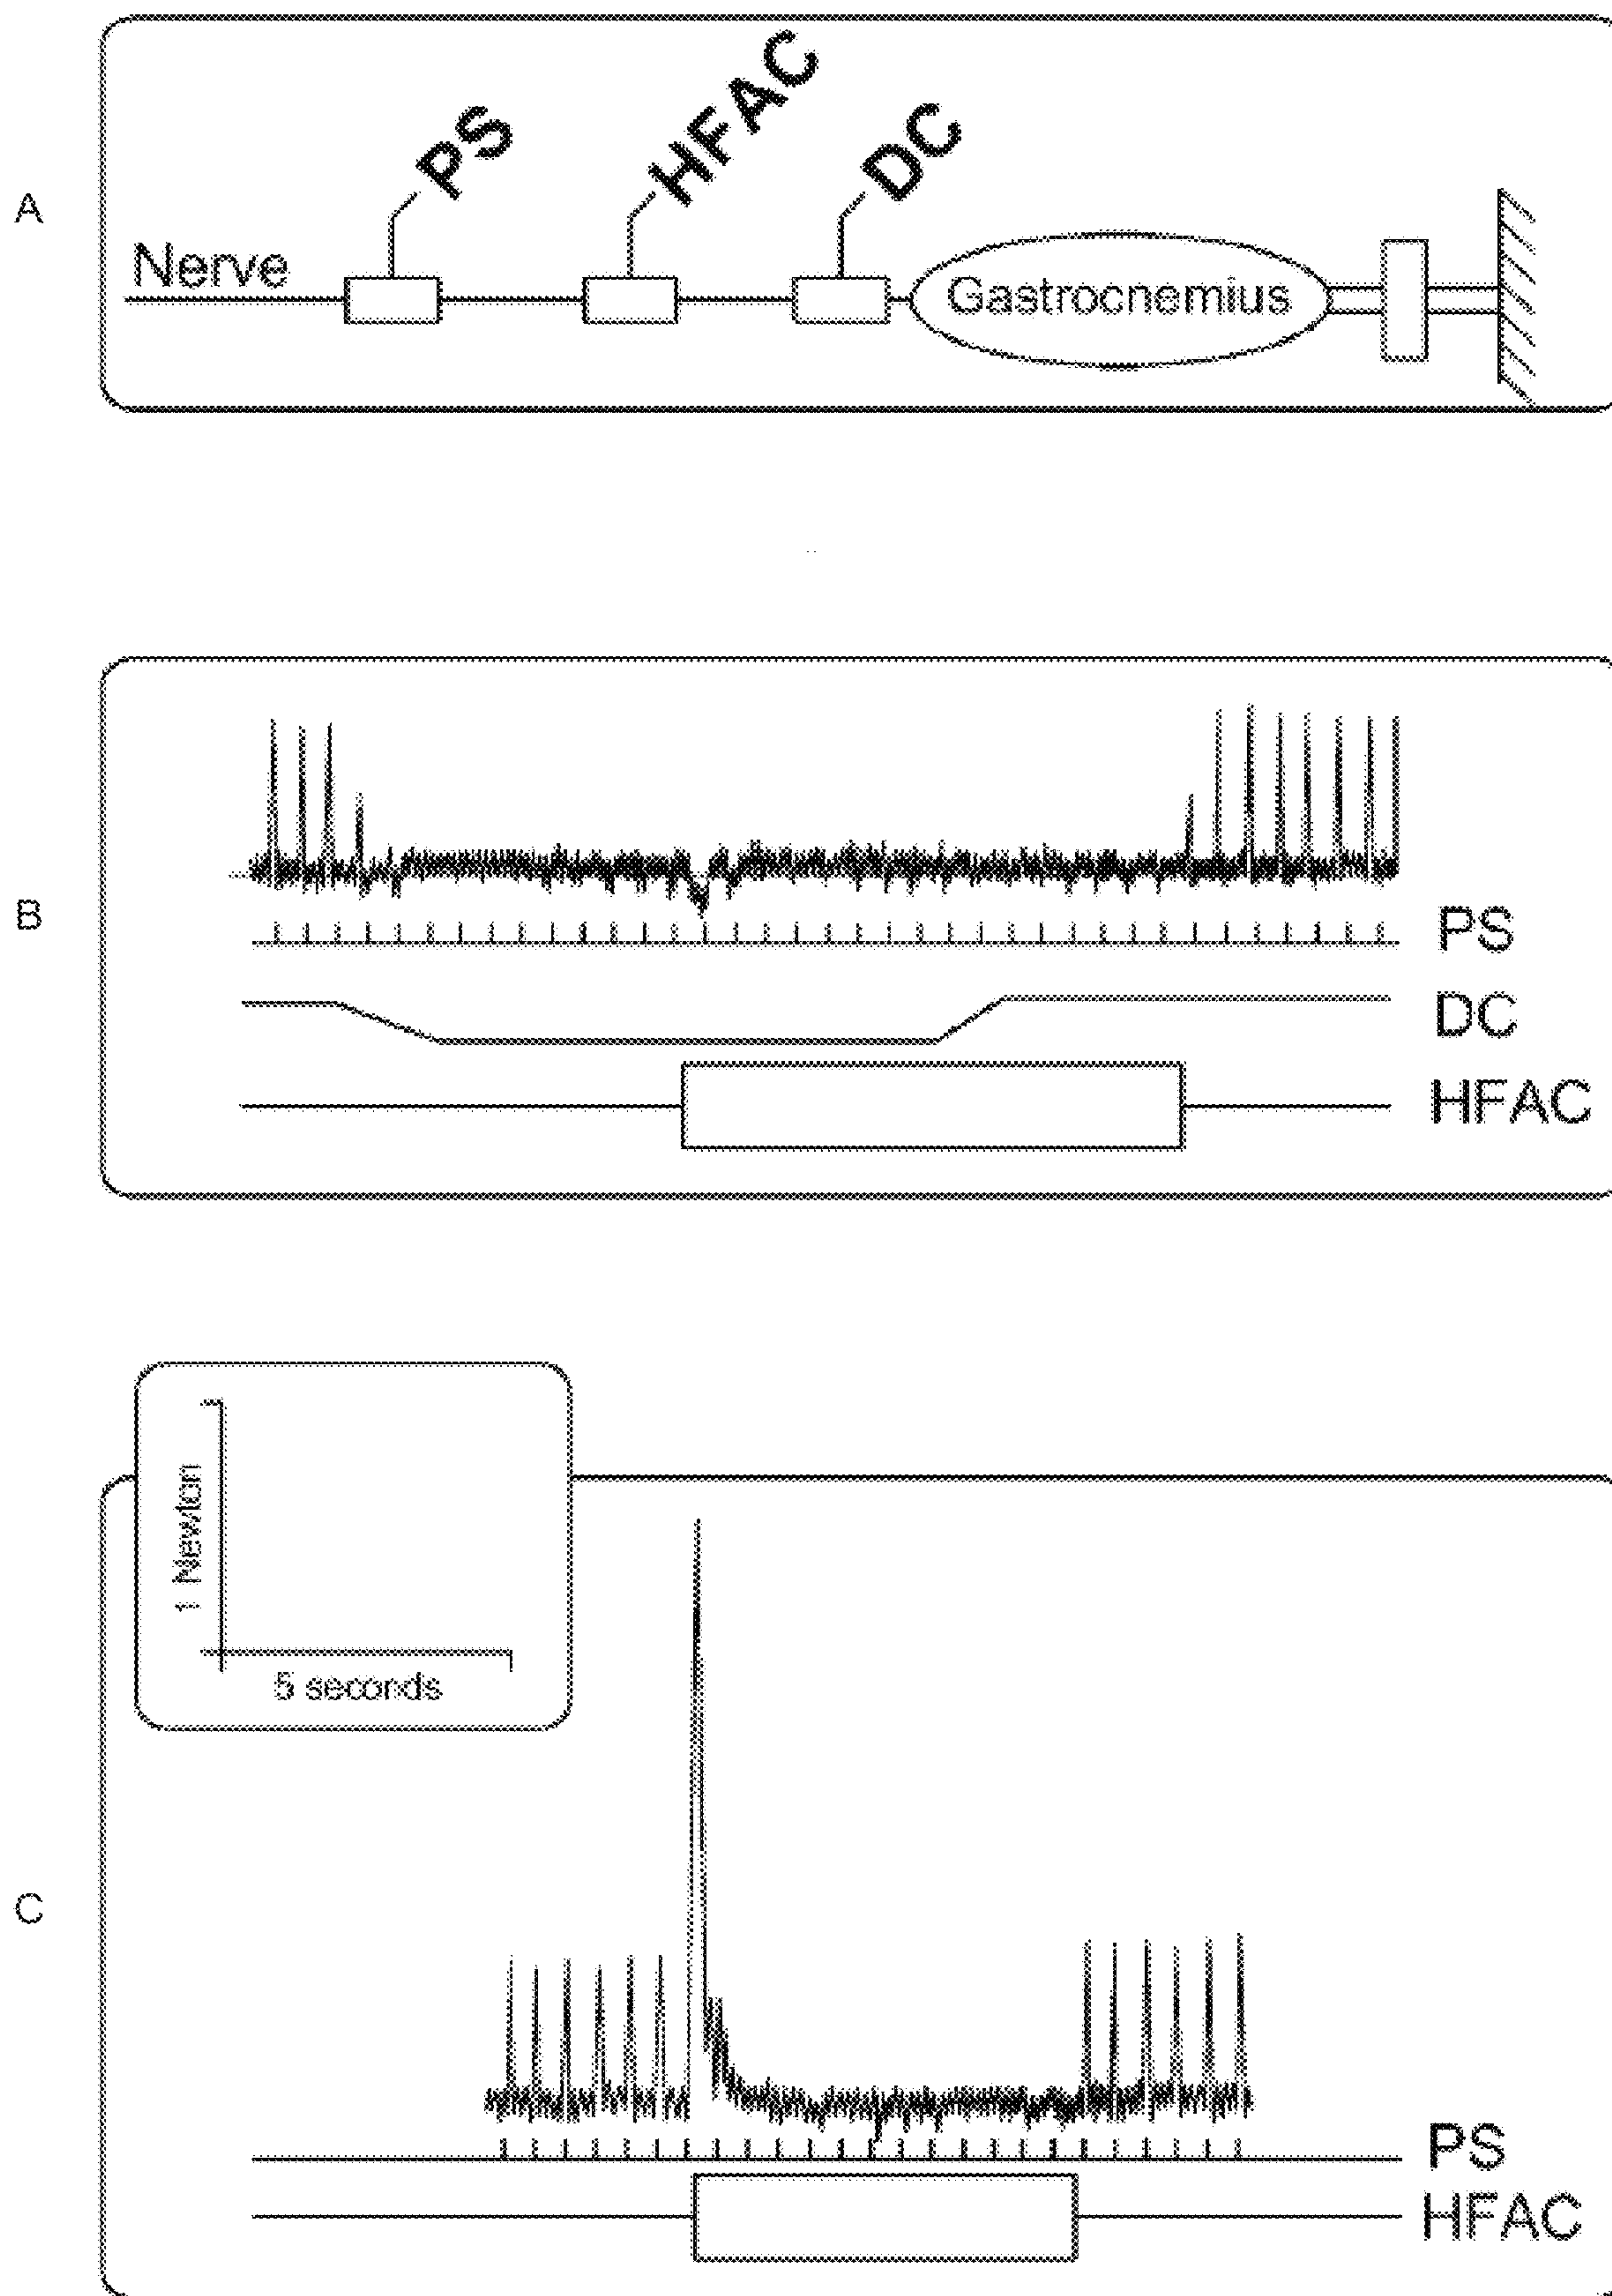 A
PS
HFAC
DC
Nerve
Gastrocnemius
B
PS
DC
HFAC
1 Newton
5 seconds
C
PS
HFAC